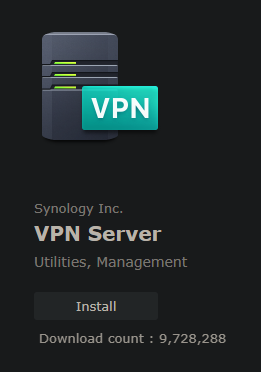 VPN
Synology Inc.
VPN Server
Utilities, Management
Install
Download count : 9,728,288